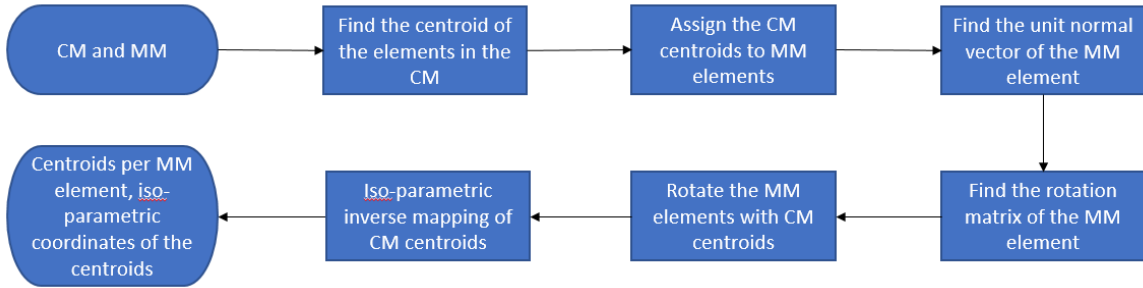 CM and MM
Find the centroid
of the elements in the
CM
Assign the CM
centroids to MM
elements
Find the unit normal
vector of the MM
element
Find the rotation
matrix of the MM
element
Rotate the MM
elements with CM
centroids
Iso-parametric
inverse mapping of
CM centroids
Centroids per MM
element, iso-
parametric
coordinates of the
centroids